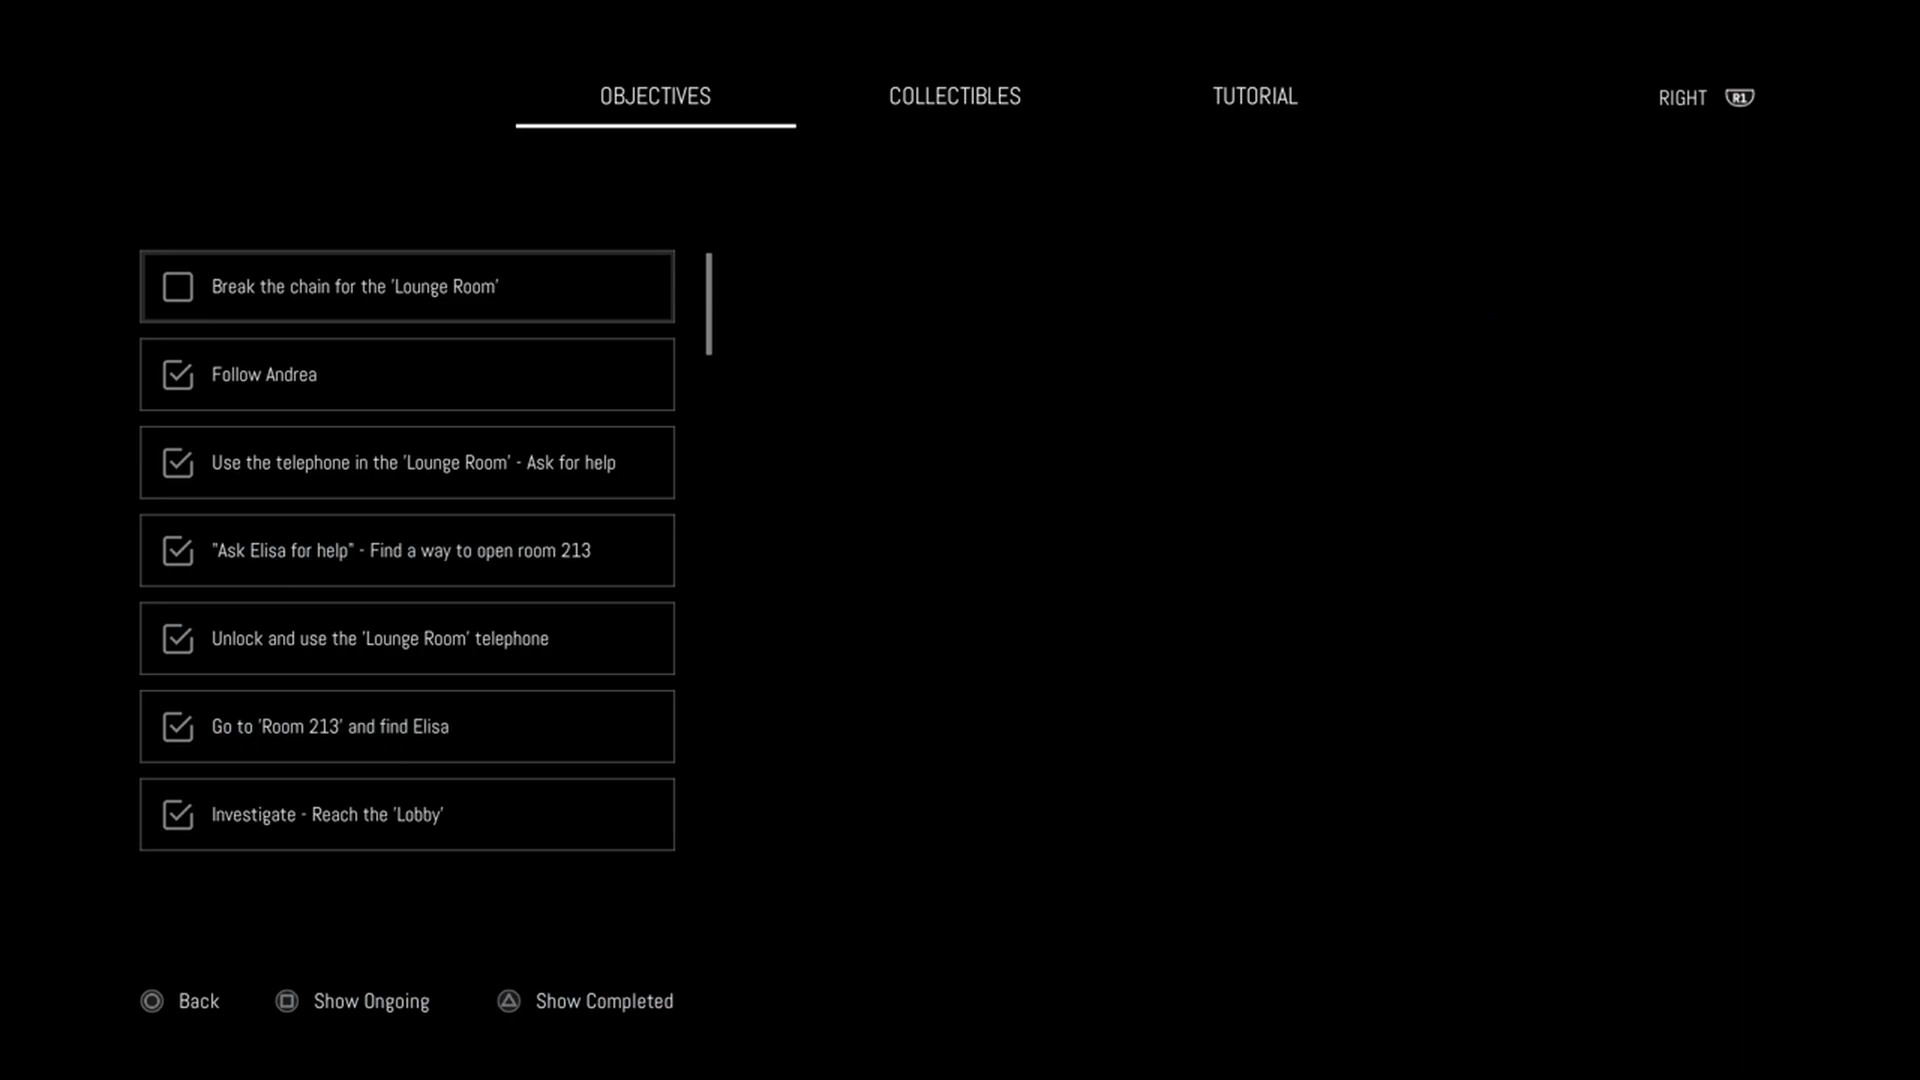 OBJECTIVES
COLLECTIBLES
TUTORIAL
RIGHT R1
Break the chain for the 'Lounge Room'
Follow Andrea
Use the telephone in the 'Lounge Room' - Ask for help
"Ask Elisa for help" - Find a way to open room 213
Unlock and use the 'Lounge Room' telephone
Go to 'Room 213' and find Elisa
Investigate - Reach the 'Lobby'
Back
Show Ongoing
Show Completed